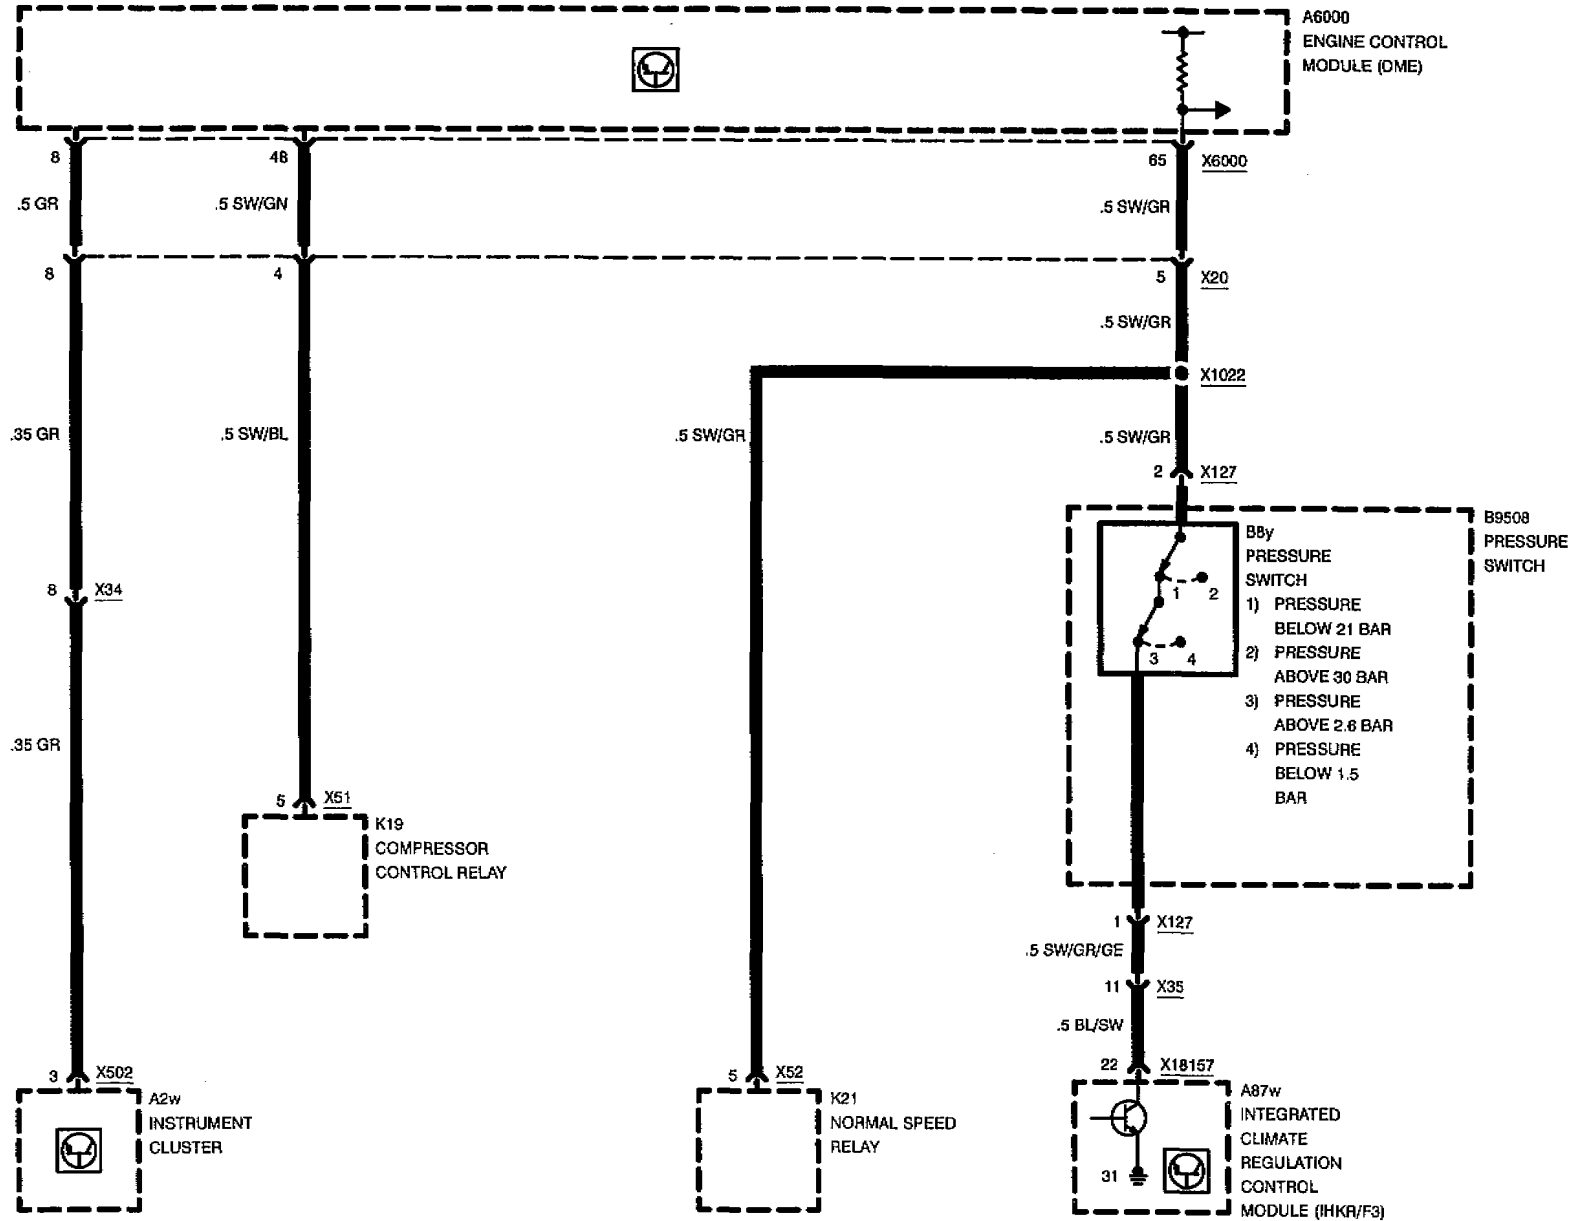 A6000
ENGINE CONTROL
MODULE (DME)
8
48
65
X6000
.5 GR
.5 SW/GN
.5 SW/GR
8
4
5
X20
.5 SW/GR
X1022
.35 GR
.5 SW/BL
.5 SW/GR
.5 SW/GR
2
X127
B9508
PRESSURE
SWITCH
B8y
PRESSURE
SWITCH
1) PRESSURE
BELOW 21 BAR
2) PRESSURE
ABOVE 30 BAR
3) PRESSURE
ABOVE 2.8 BAR
4) PRESSURE
BELOW 1.5
BAR
1
2
3
4
8
X34
.35 GR
5
X51
K19
COMPRESSOR
CONTROL RELAY
1
X127
.5 SW/GR/GE
11
X35
.5 BL/SW
3
X502
A2w
INSTRUMENT
CLUSTER
5
X52
K21
NORMAL SPEED
RELAY
22
X18157
A87w
INTEGRATED
CLIMATE
REGULATION
CONTROL
MODULE (IHKR/F3)
31